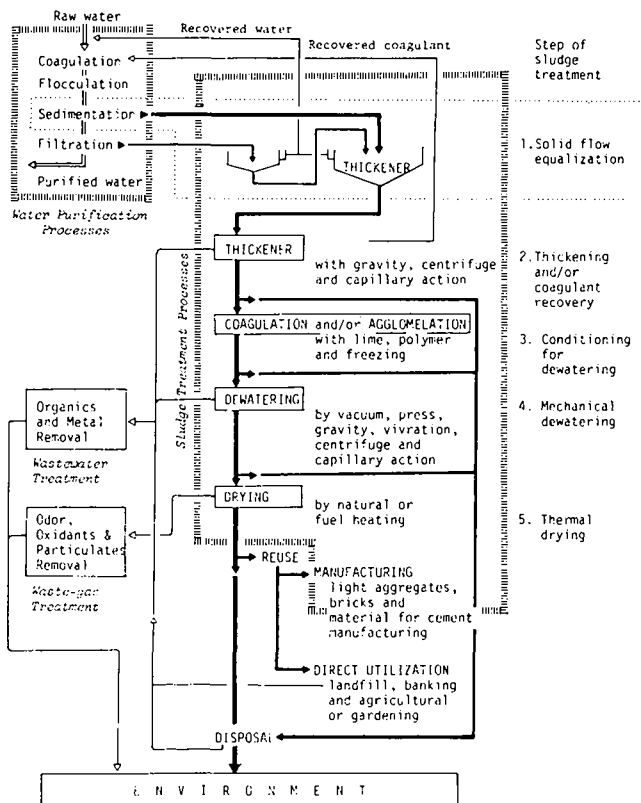 Raw water
Recovered water
Recovered coagulant
Step of
sludge
treatment
Coagulation
Flocculation
Sedimentation
Filtration
Purified water
Water Purification
Processes
THICKENER
1.Solid flow
equalization
Sludge Treatment Processes
THICKENER
with gravity, centrifuge
and capillary action
2.Thickening
and/or
coagulant
recovery
COAGULATION and/or AGGLOMELATION
with lime, polymer
and freezing
3. Conditioning
for
dewatering
DEWATERING
by vacuum, press,
gravity, vivration,
centrifuge and
capillary action
4. Mechanical
dewatering
Organics
and Metal
Removal
Wastewater
Treatment
DRYING
by natural or
fuel heating
5. Thermal
drying
Odor,
Oxidants &
Particulates
Removal
Waste-gas
Treatment
REUSE
MANUFACTURING
light aggregates,
bricks and
material for cement
manufacturing
DIRECT UTILIZATION
landfill, banking
and agricultural
or gardening
DISPOSAL
ENVIRONMENT